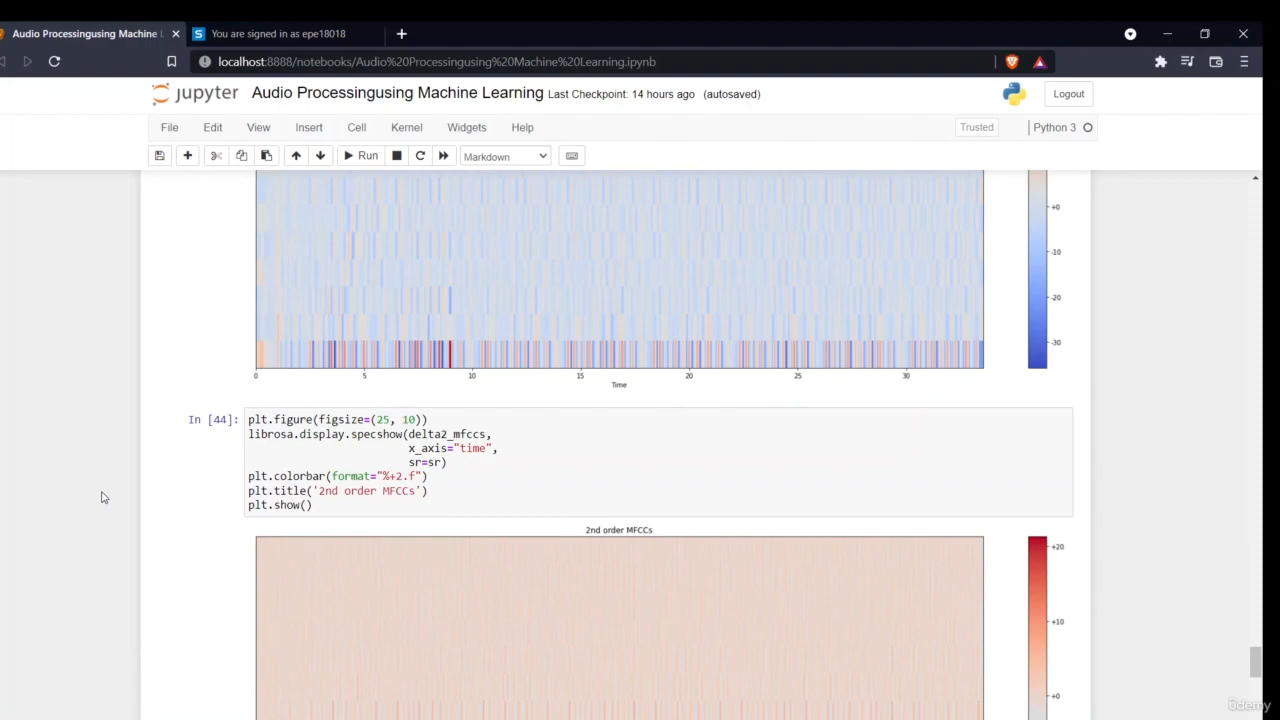 Audio Processingusing Machine L
You are signed in as epe18018
localhost:8888/notebooks/Audio%20Processingusing%20Machine%20Learning.ipynb
jupyter Audio Processingusing Machine Learning Last Checkpoint: 14 hours ago (autosaved) Logout
File Edit View Insert Cell Kernel Widgets Help Trusted Python 3
Run Markdown
+0
-10
-20
-30
0 5 10 15 20 25 30
Time
In [44]: plt.figure(figsize=(25, 10))
librosa.display.specshow(delta2_mfccs,
x_axis="time",
sr=sr)
plt.colorbar(format="%+2.f")
plt.title('2nd order MFCCs')
plt.show()
2nd order MFCCs
+20
+10
+0
ûdemy